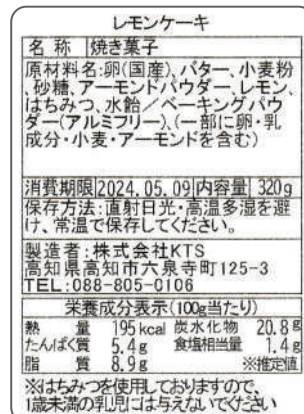 レモンケーキ
名 称 焼き菓子
原材料名:卵(国産)、バター、小麦粉
、砂糖、アーモンドパウダー、レモン、
はちみつ、水飴／ベーキングパウ
ダー(アルミフリー)、(一部に卵・乳
成分・小麦・アーモンドを含む)
消費期限 2024.05.09 内容量 320g
保存方法:直射日光・高温多湿を避
け、常温で保存してください。
製造者:株式会社KTS
高知県高知市六泉寺町125-3
TEL:088-805-0106
栄養成分表示(100g当たり)
熱 量 195kcal 炭水化物 20.8g
たんぱく質 5.4g 食塩相当量 1.4g
脂 質 8.9g ※推定値
※はちみつを使用しておりますので、
1歳未満の乳児には与えないでください